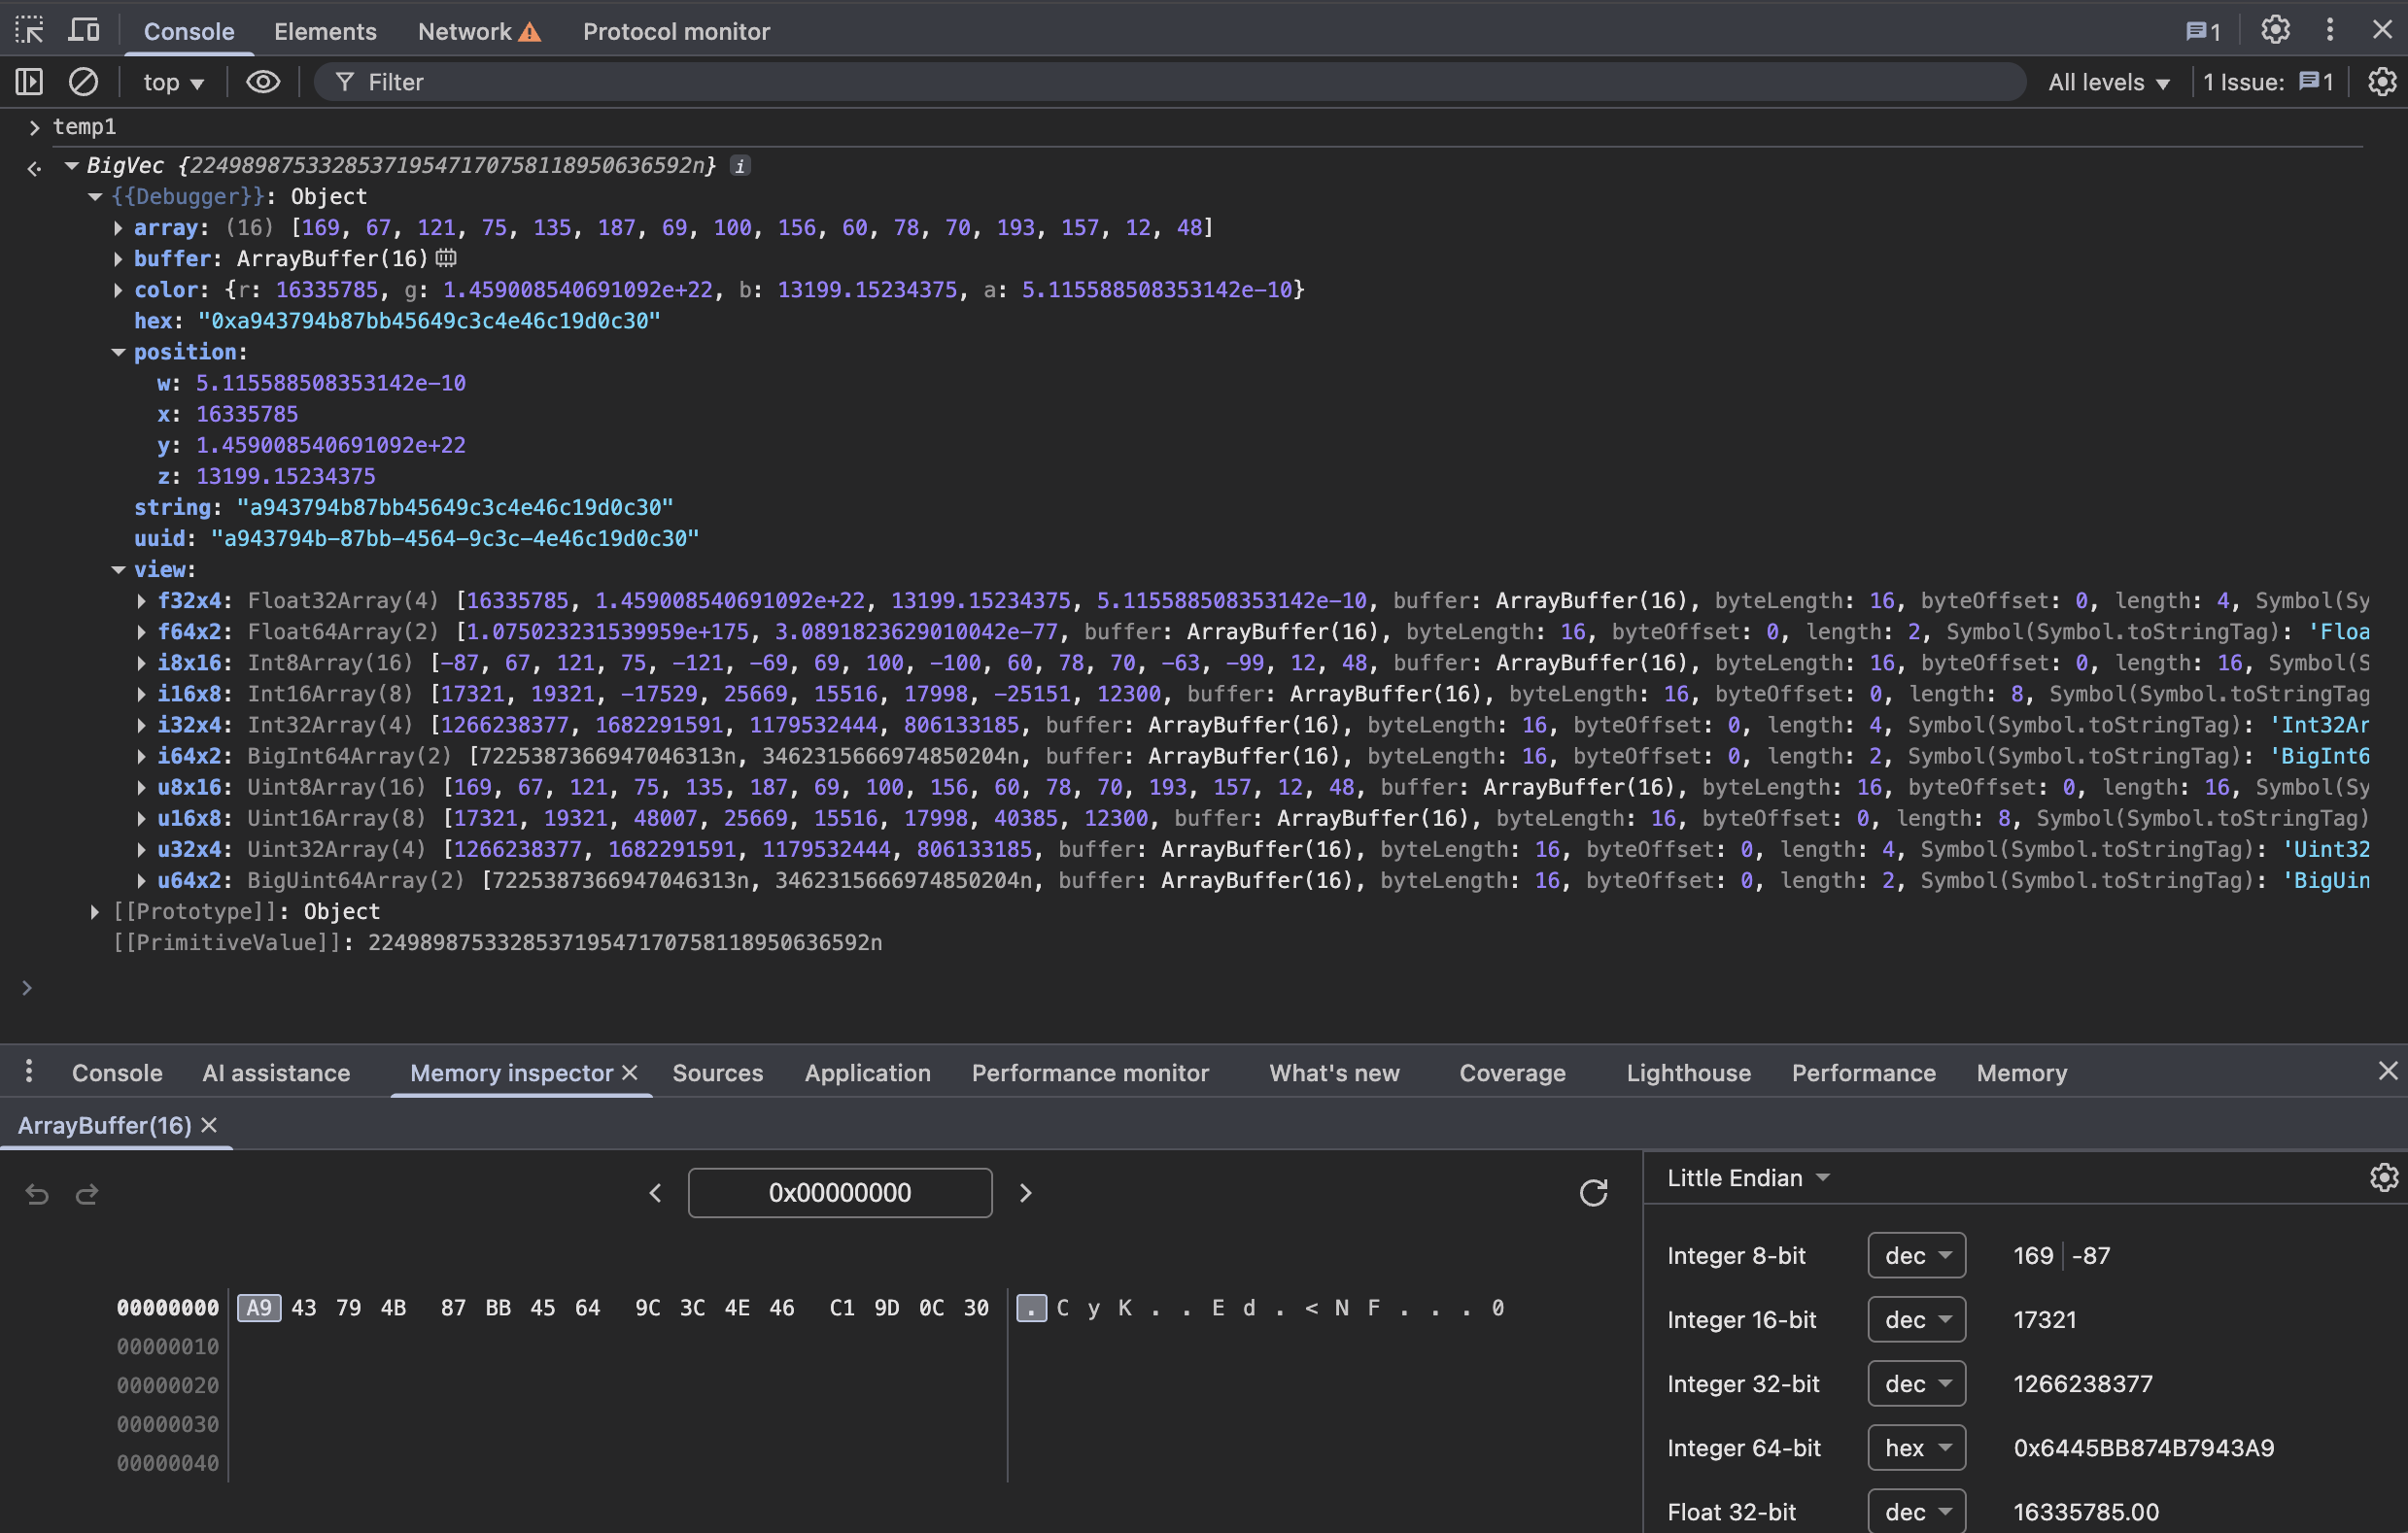 Console Elements Network Protocol monitor 1
top Filter All levels 1 Issue: 1
temp1
BigVec {224989875332853719547170758118950636592n} i
{{Debugger}}: Object
array: (16) [169, 67, 121, 75, 135, 187, 69, 100, 156, 60, 78, 70, 193, 157, 12, 48]
buffer: ArrayBuffer(16)
color: {r: 16335785, g: 1.459008540691092e+22, b: 13199.15234375, a: 5.115588508353142e-10}
hex: "0xa943794b87bb45649c3c4e46c19d0c30"
position:
w: 5.115588508353142e-10
x: 16335785
y: 1.459008540691092e+22
z: 13199.15234375
string: "a943794b87bb45649c3c4e46c19d0c30"
uuid: "a943794b-87bb-4564-9c3c-4e46c19d0c30"
view:
f32x4: Float32Array(4) [16335785, 1.459008540691092e+22, 13199.15234375, 5.115588508353142e-10, buffer: ArrayBuffer(16), byteLength: 16, byteOffset: 0, length: 4, Symbol(Sy
f64x2: Float64Array(2) [1.075023231539959e+175, 3.0891823629010042e-77, buffer: ArrayBuffer(16), byteLength: 16, byteOffset: 0, length: 2, Symbol(Symbol.toStringTag): 'Floa
i8x16: Int8Array(16) [-87, 67, 121, 75, -121, -69, 69, 100, -100, 60, 78, 70, -63, -99, 12, 48, buffer: ArrayBuffer(16), byteLength: 16, byteOffset: 0, length: 16, Symbol(S
i16x8: Int16Array(8) [17321, 19321, -17529, 25669, 15516, 17998, -25151, 12300, buffer: ArrayBuffer(16), byteLength: 16, byteOffset: 0, length: 8, Symbol(Symbol.toStringTag
i32x4: Int32Array(4) [1266238377, 1682291591, 1179532444, 806133185, buffer: ArrayBuffer(16), byteLength: 16, byteOffset: 0, length: 4, Symbol(Symbol.toStringTag): 'Int32Ar
i64x2: BigInt64Array(2) [7225387366947046313n, 3462315666974850204n, buffer: ArrayBuffer(16), byteLength: 16, byteOffset: 0, length: 2, Symbol(Symbol.toStringTag): 'BigInt6
u8x16: Uint8Array(16) [169, 67, 121, 75, 135, 187, 69, 100, 156, 60, 78, 70, 193, 157, 12, 48, buffer: ArrayBuffer(16), byteLength: 16, byteOffset: 0, length: 16, Symbol(Sy
u16x8: Uint16Array(8) [17321, 19321, 48007, 25669, 15516, 17998, 40385, 12300, buffer: ArrayBuffer(16), byteLength: 16, byteOffset: 0, length: 8, Symbol(Symbol.toStringTag)
u32x4: Uint32Array(4) [1266238377, 1682291591, 1179532444, 806133185, buffer: ArrayBuffer(16), byteLength: 16, byteOffset: 0, length: 4, Symbol(Symbol.toStringTag): 'Uint32
u64x2: BigUint64Array(2) [7225387366947046313n, 3462315666974850204n, buffer: ArrayBuffer(16), byteLength: 16, byteOffset: 0, length: 2, Symbol(Symbol.toStringTag): 'BigUin
[[Prototype]]: Object
[[PrimitiveValue]]: 224989875332853719547170758118950636592n
Console AI assistance Memory inspector Sources Application Performance monitor What's new Coverage Lighthouse Performance Memory
ArrayBuffer(16)
0x00000000
00000000 A9 43 79 4B 87 BB 45 64 9C 3C 4E 46 C1 9D 0C 30 . C y K . . E d . < N F . . . 0
00000010
00000020
00000030
00000040
Little Endian
Integer 8-bit dec 169 -87
Integer 16-bit dec 17321
Integer 32-bit dec 1266238377
Integer 64-bit hex 0x6445BB874B7943A9
Float 32-bit dec 16335785.00